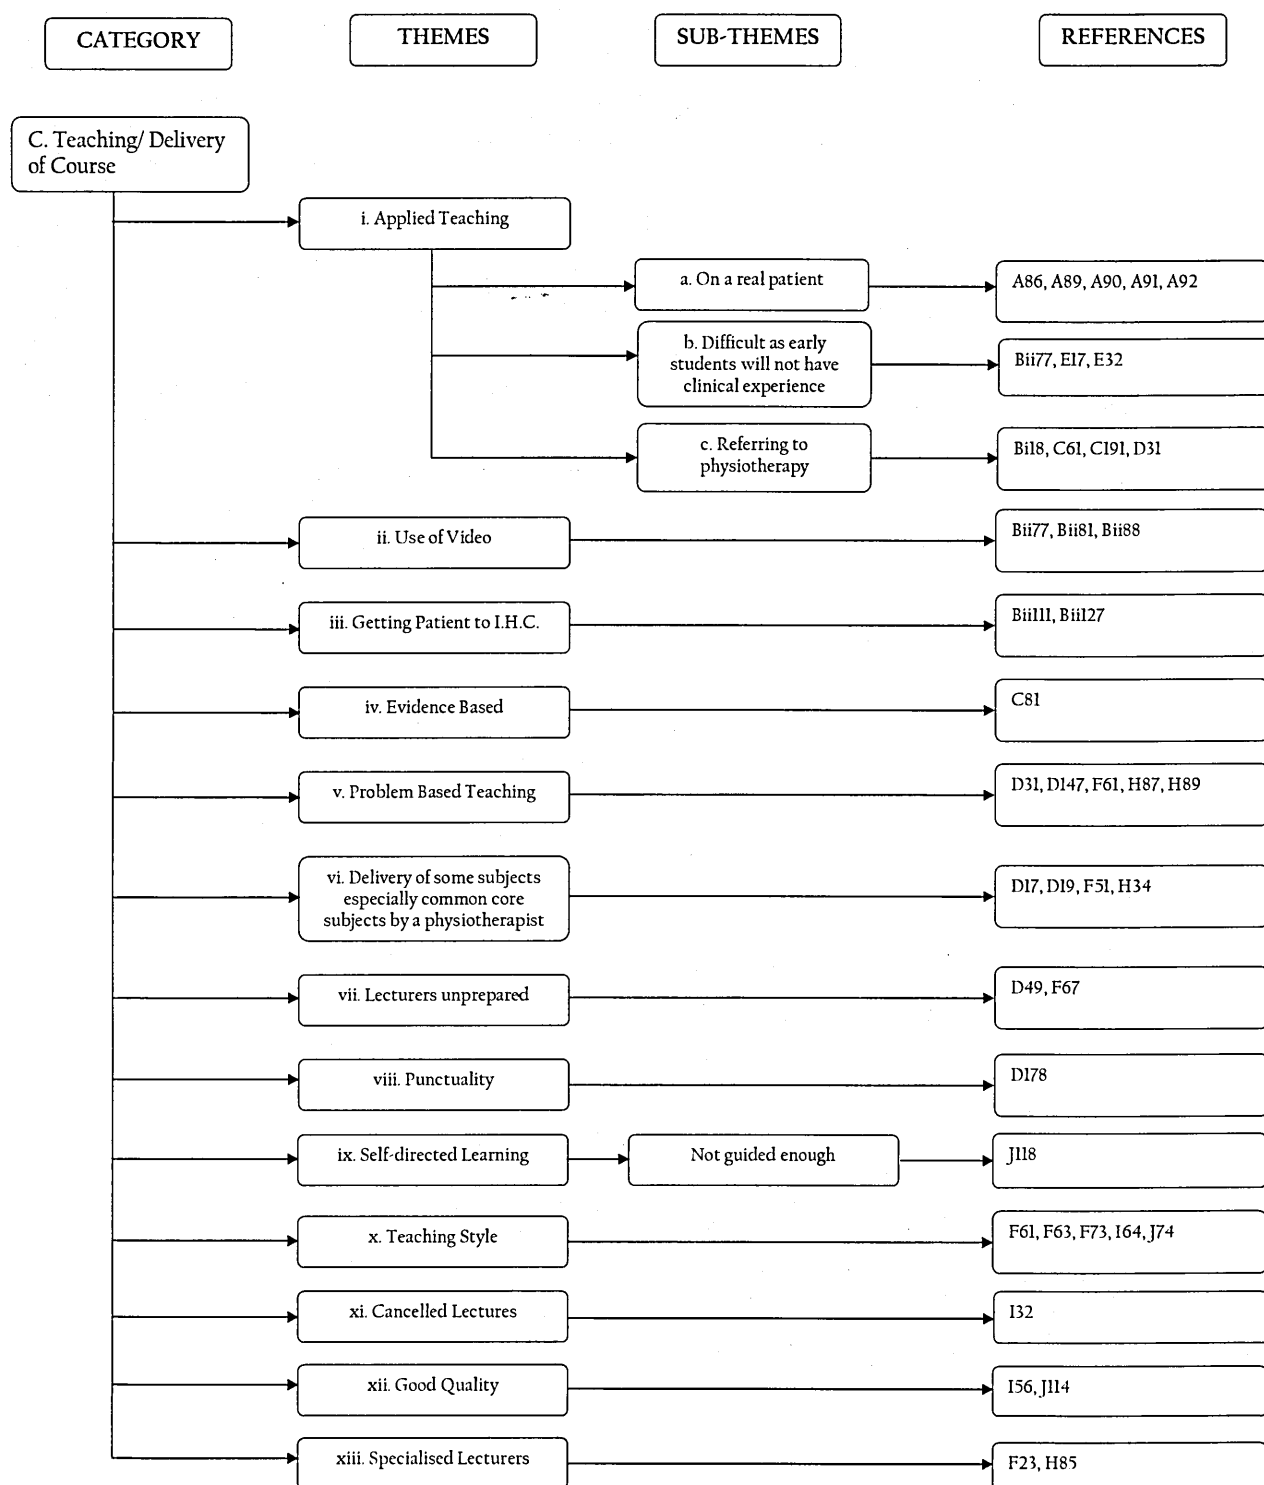 CATEGORY
THEMES
SUB-THEMES
REFERENCES
C. Teaching/ Delivery
of Course
i. Applied Teaching
a. On a real patient
A86, A89, A90, A91, A92
b. Difficult as early
students will not have
clinical experience
Bii77, E17, E32
c. Referring to
physiotherapy
Bi18, C61, C191, D31
ii. Use of Video
Bii77, Bii81, Bii88
iii. Getting Patient to I.H.C.
Bii111, Bii127
iv. Evidence Based
C81
v. Problem Based Teaching
D31, D147, F61, H87, H89
vi. Delivery of some subjects
especially common core
subjects by a physiotherapist
D17, D19, F51, H34
vii. Lecturers unprepared
D49, F67
viii. Punctuality
D178
ix. Self-directed Learning
Not guided enough
J118
x. Teaching Style
F61, F63, F73, I64, J74
xi. Cancelled Lectures
I32
xii. Good Quality
I56, J114
xiii. Specialised Lecturers
F23, H85